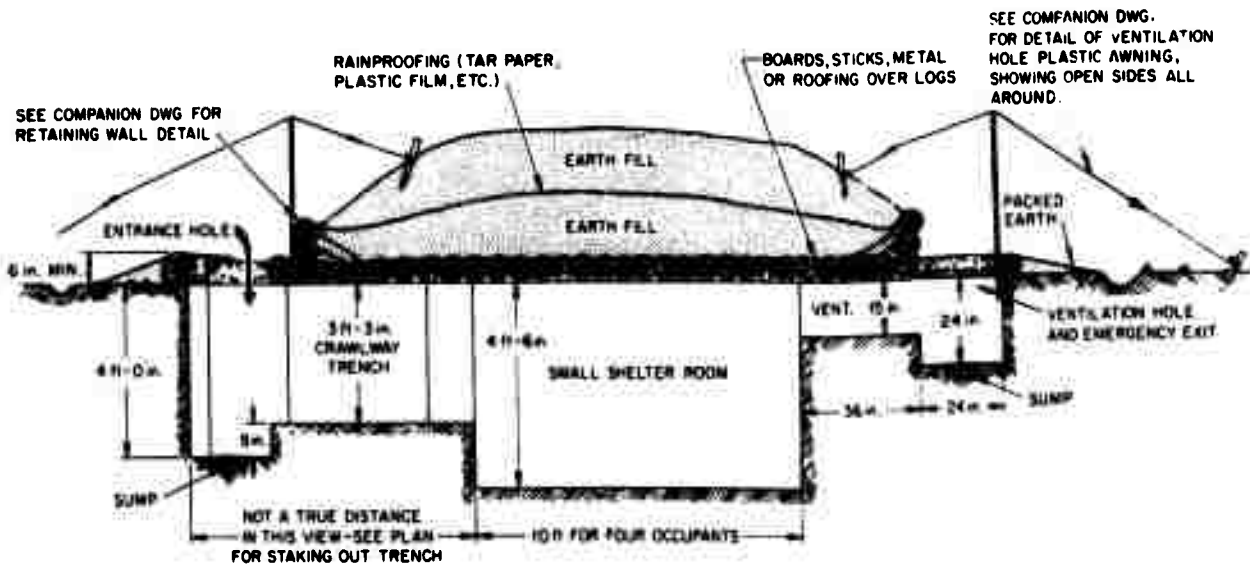 SEE COMPANION DWG.
FOR DETAIL OF VENTILATION
HOLE PLASTIC AWNING,
SHOWING OPEN SIDES ALL
AROUND.
RAINPROOFING (TAR PAPER,
PLASTIC FILM, ETC.)
BOARDS, STICKS, METAL
OR ROOFING OVER LOGS
SEE COMPANION DWG FOR
RETAINING WALL DETAIL
EARTH FILL
EARTH FILL
PACKED
EARTH
ENTRANCE HOLE
6 in. MIN.
VENT. 15 in.
24 in.
VENTILATION HOLE
AND EMERGENCY EXIT
3 ft-3 in.
CRAWLWAY
TRENCH
4 ft-6 in.
4 ft-0 in.
SMALL SHELTER ROOM
SUMP
36 in.
24 in.
9 in.
SUMP
NOT A TRUE DISTANCE
IN THIS VIEW-SEE PLAN
FOR STAKING OUT TRENCH
10 ft FOR FOUR OCCUPANTS